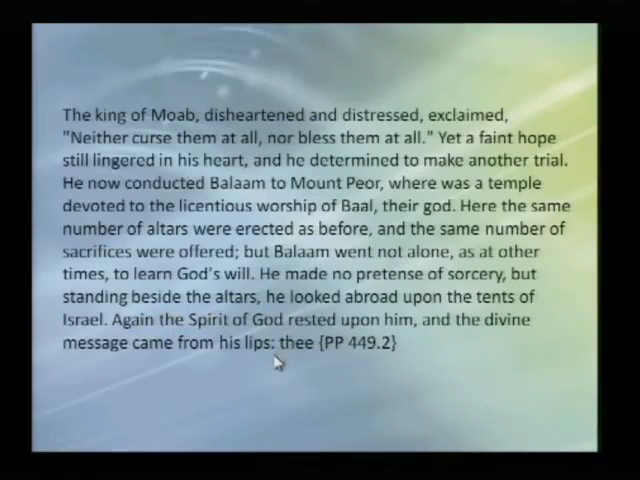 The king of Moab, disheartened and distressed, exclaimed,
"Neither curse them at all, nor bless them at all." Yet a faint hope
still lingered in his heart, and he determined to make another trial.
He now conducted Balaam to Mount Peor, where was a temple
devoted to the licentious worship of Baal, their god. Here the same
number of altars were erected as before, and the same number of
sacrifices were offered; but Balaam went not alone, as at other
times, to learn God's will. He made no pretense of sorcery, but
standing beside the altars, he looked abroad upon the tents of
Israel. Again the Spirit of God rested upon him, and the divine
message came from his lips: thee {PP 449.2}